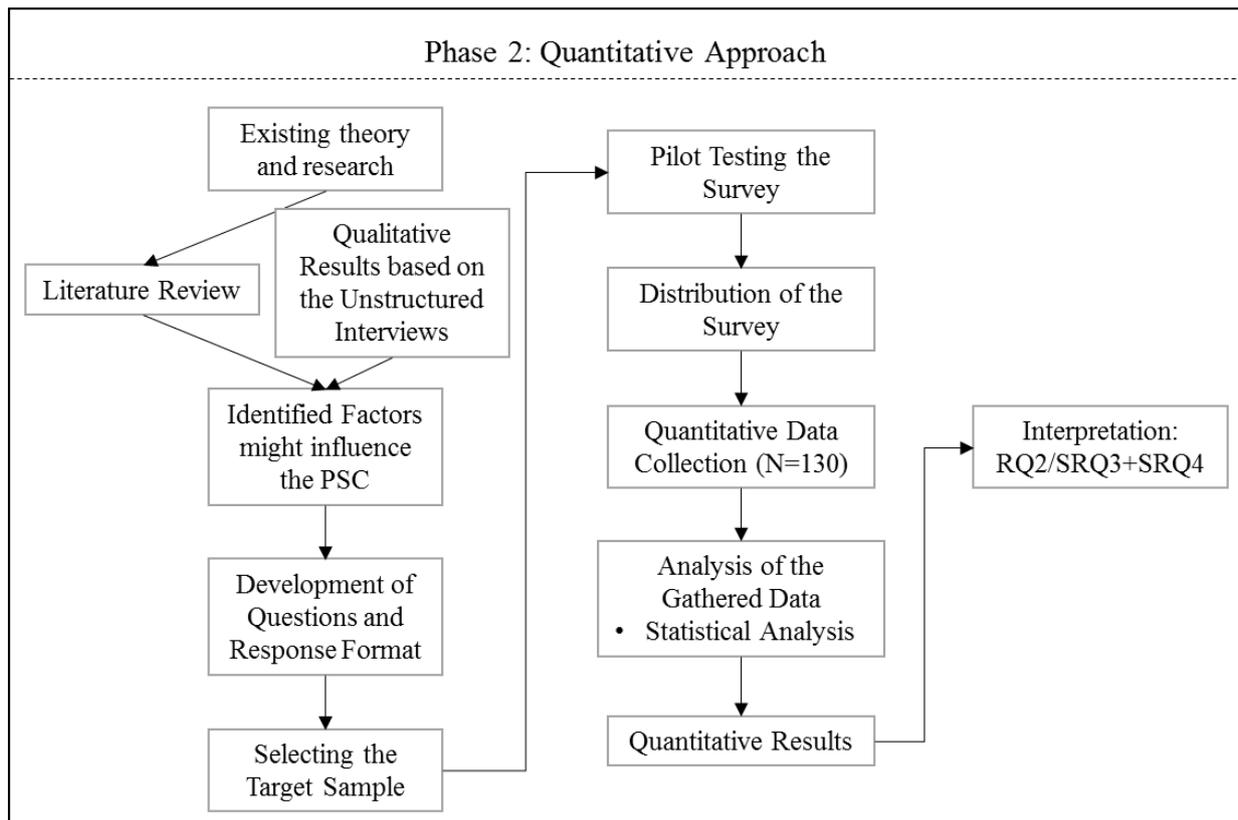 Phase 2: Quantitative Approach
Existing theory
and research
Literature Review
Qualitative
Results based on
the Unstructured
Interviews
Identified Factors
might influence
the PSC
Development of
Questions and
Response Format
Selecting the
Target Sample
Pilot Testing the
Survey
Distribution of the
Survey
Quantitative Data
Collection (N=130)
Analysis of the
Gathered Data
• Statistical Analysis
Quantitative Results
Interpretation:
RQ2/SRQ3+SRQ4